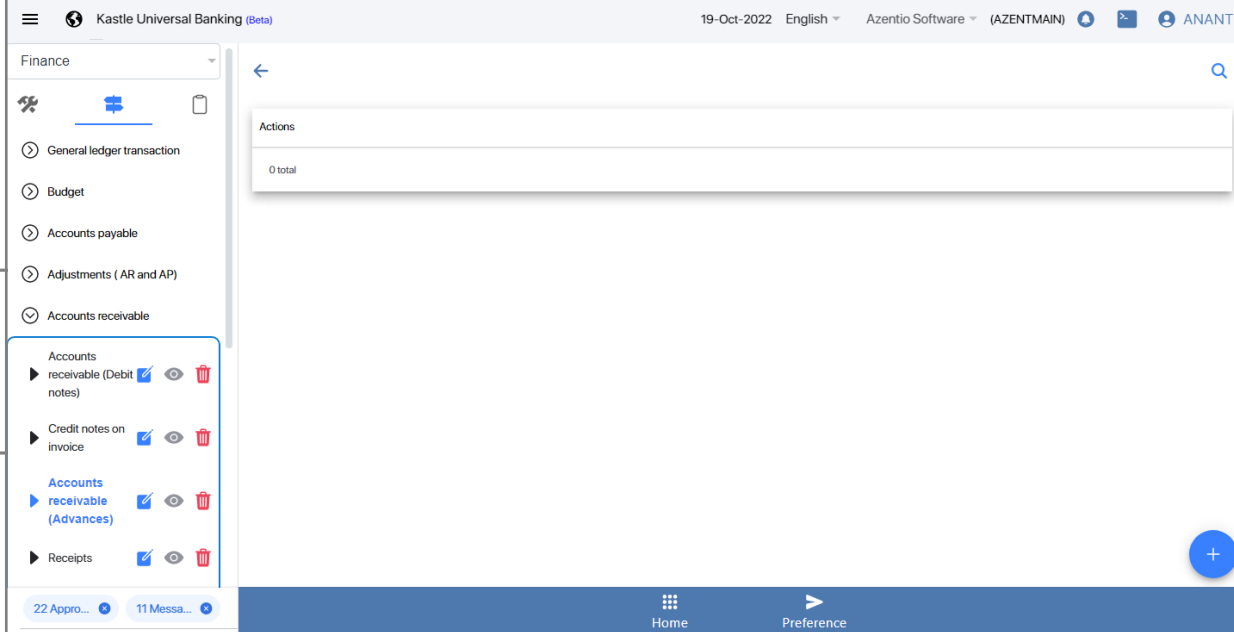 Kastle Universal Banking (Beta)
19-Oct-2022 English Azentio Software (AZENTMAIN) ANANT
Finance
General ledger transaction
Budget
Accounts payable
Adjustments ( AR and AP)
Accounts receivable
Accounts
receivable (Debit
notes)
Credit notes on
invoice
Accounts
receivable
(Advances)
Receipts
22 Appro...
11 Messa...
Actions
0 total
Home
Preference